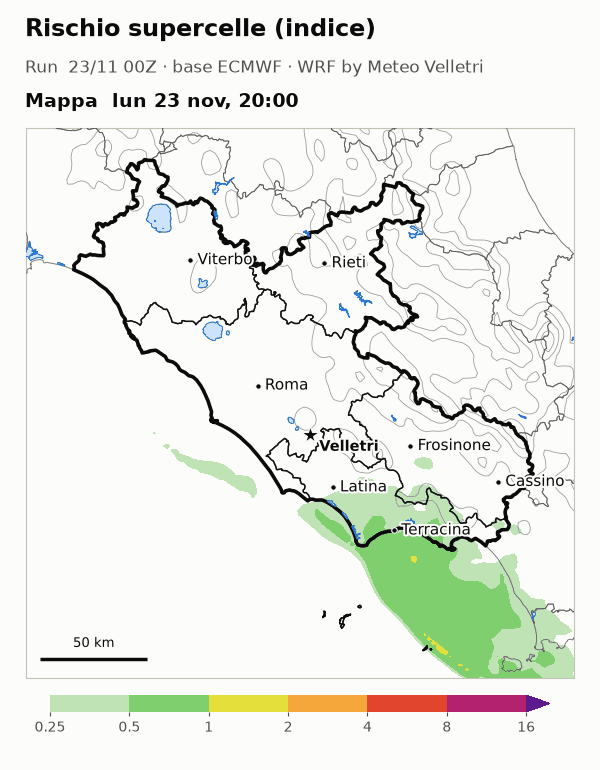 Rischio supercelle (indice)
Run  23/11 00Z · base ECMWF · WRF by Meteo Velletri
Mappa  lun 23 nov, 20:00
Viterbo
Rieti
Roma
Velletri
Frosinone
Latina
Cassino
Terracina
50 km
0.25 0.5 1 2 4 8 16